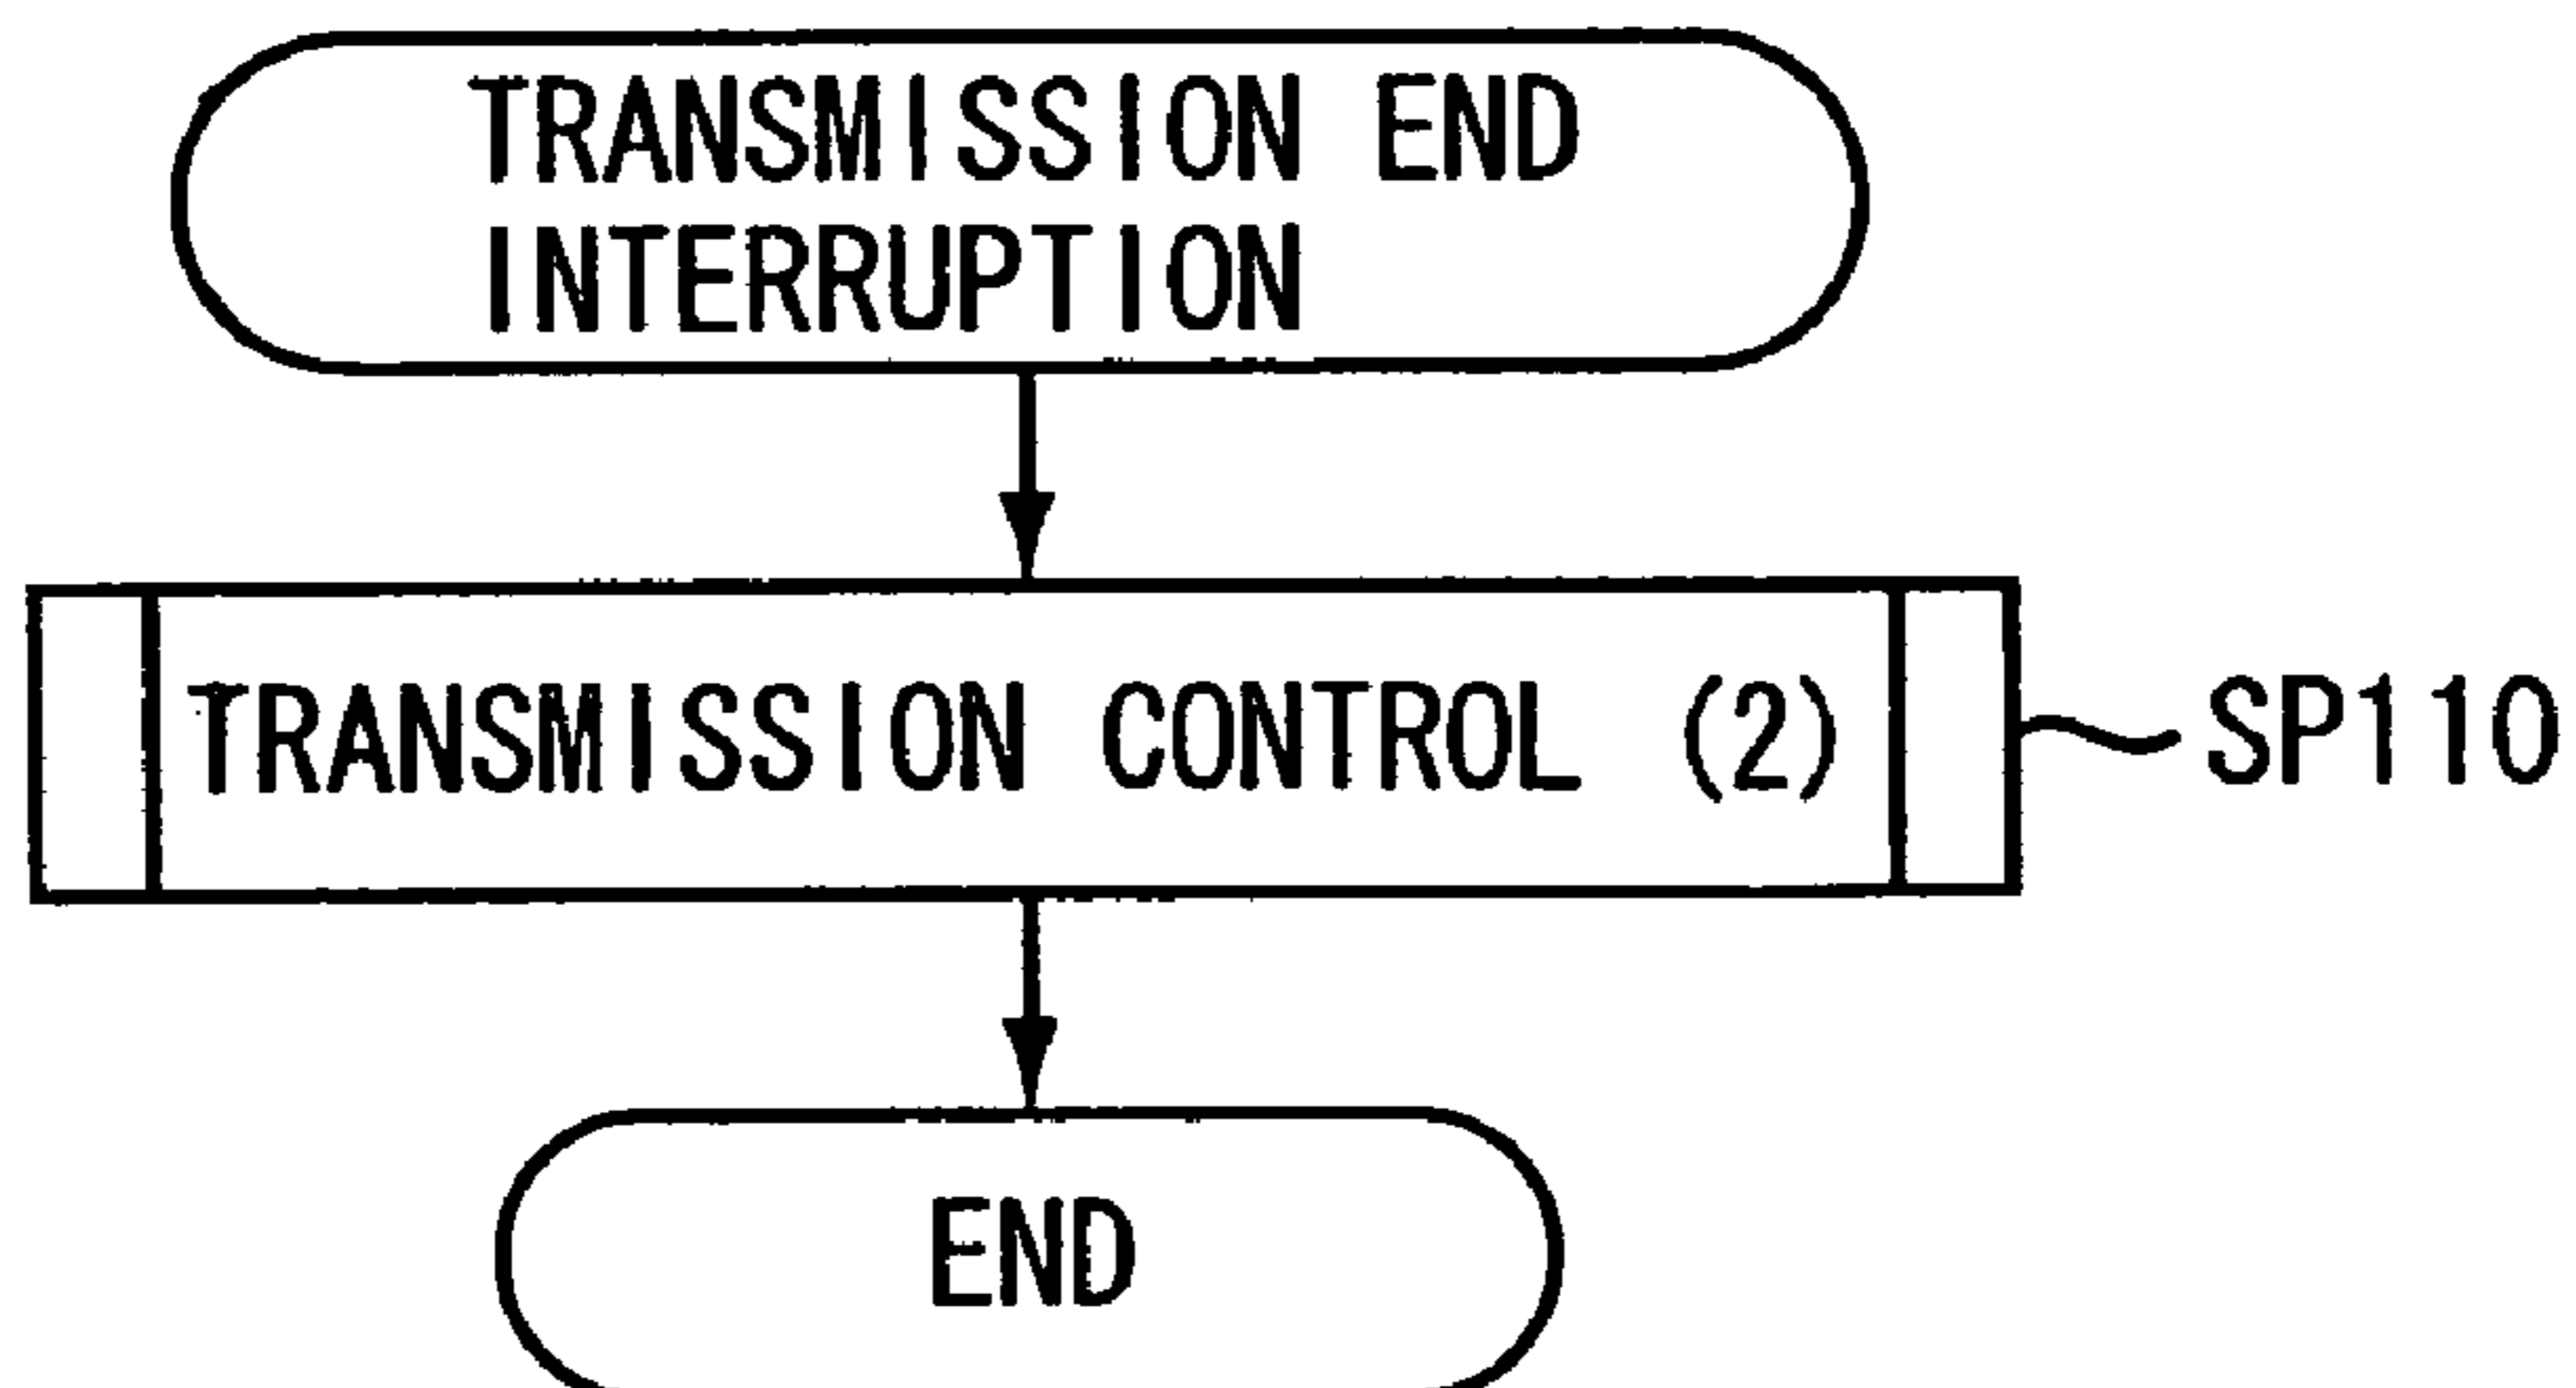 TRANSMISSION END
INTERRUPTION
TRANSMISSION CONTROL (2)
SP110
END